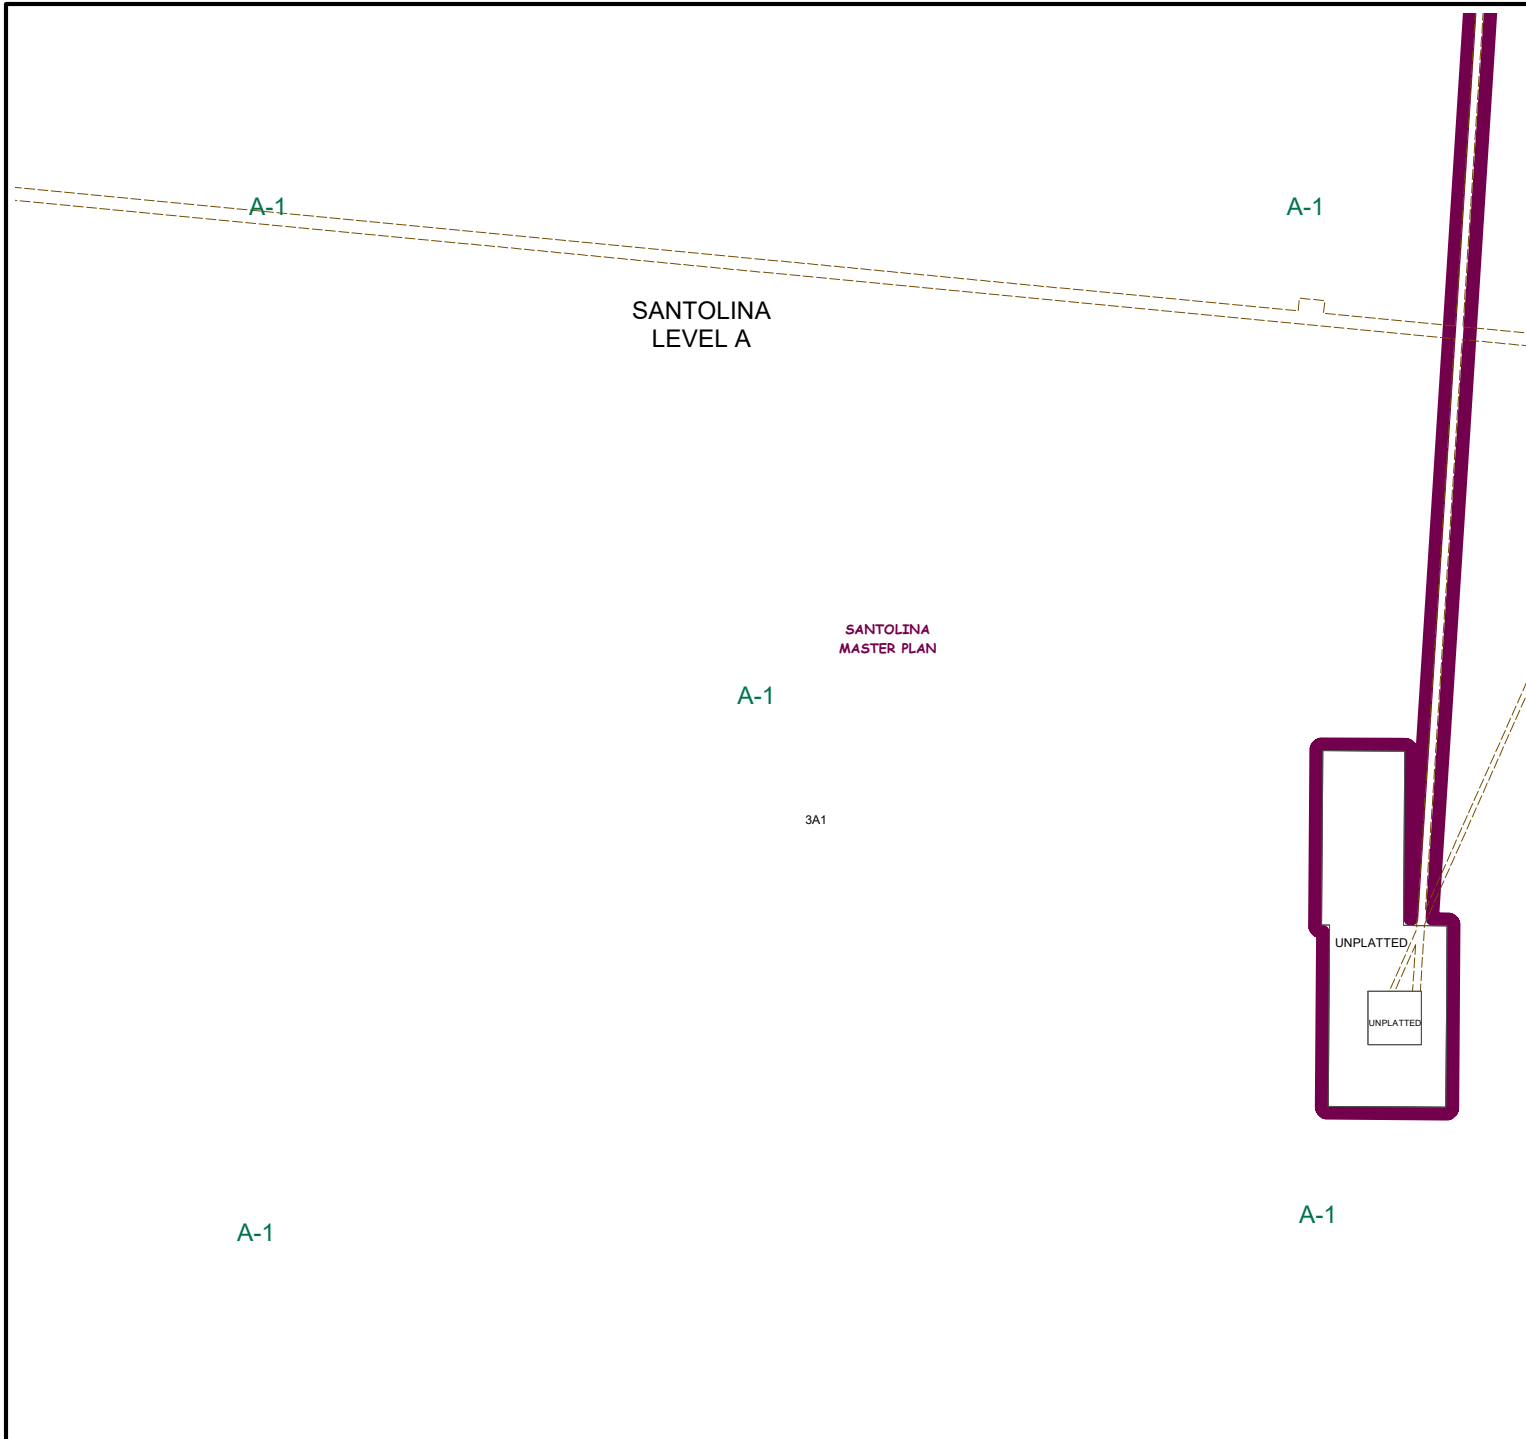 A-1
A-1
SANTOLINA
LEVEL A
SANTOLINA
MASTER PLAN
A-1
3A1
UNPLATTED
UNPLATTED
A-1
A-1